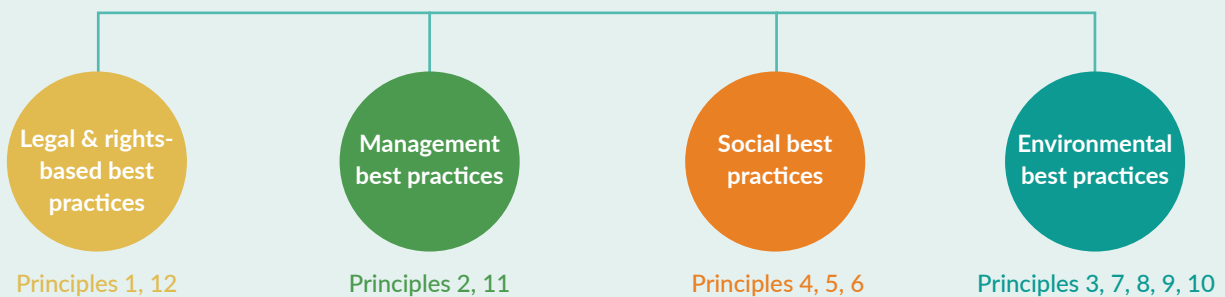 Legal & rights-
based best
practices
Management
best practices
Social best
practices
Environmental
best practices
Principles 1, 12
Principles 2, 11
Principles 4, 5, 6
Principles 3, 7, 8, 9, 10